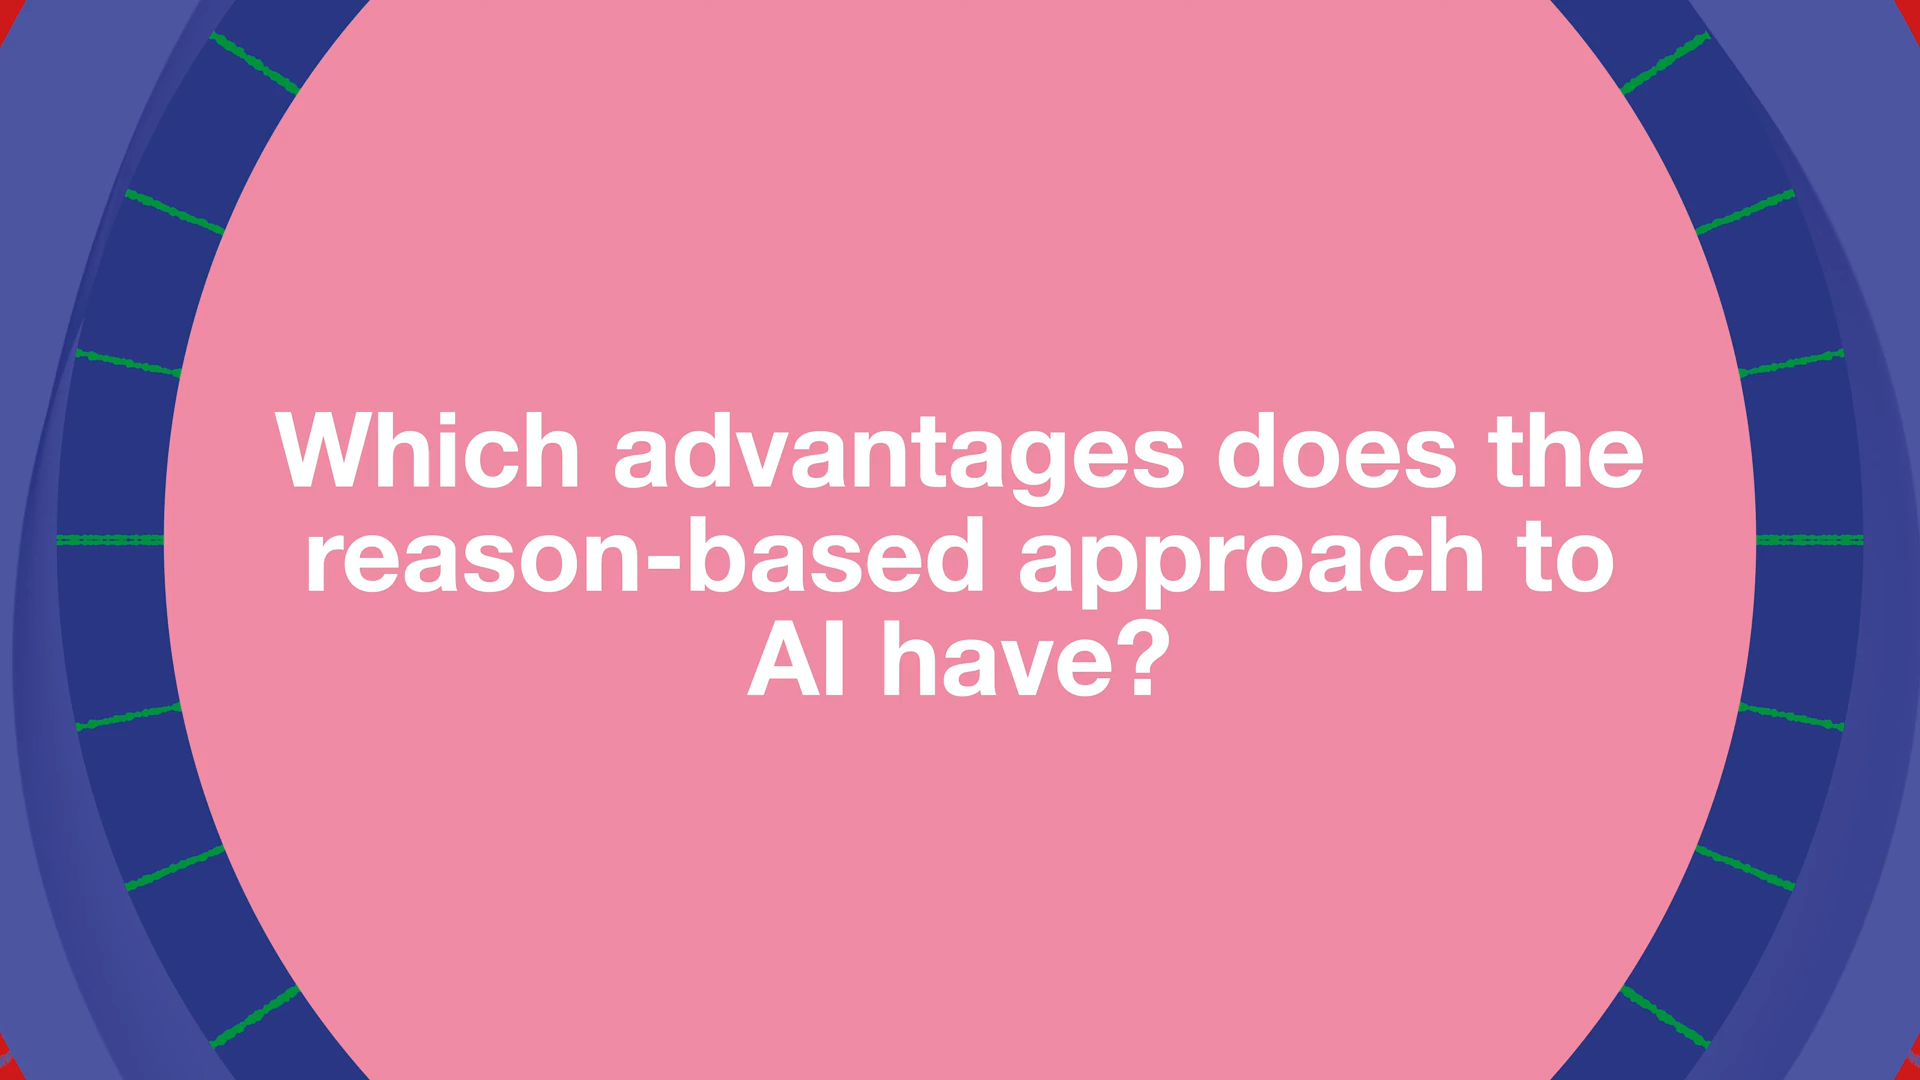 Which advantages does the
reason-based approach to
AI have?